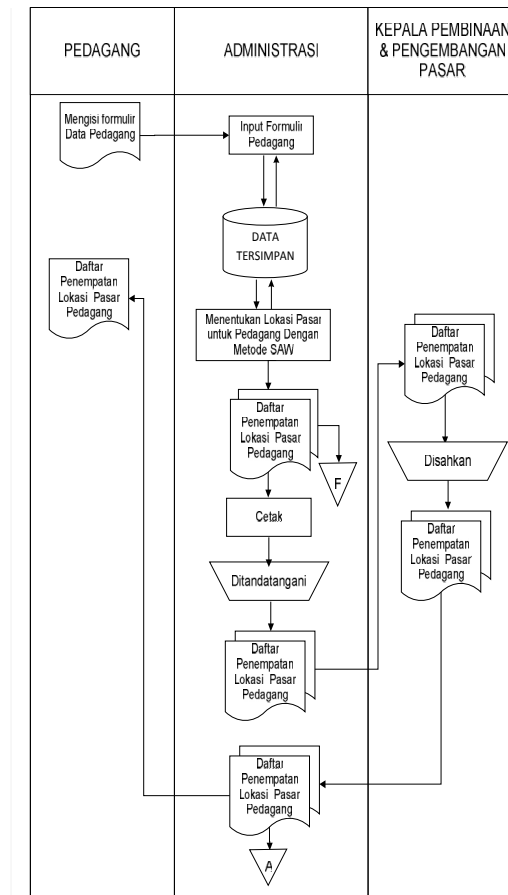 PEDAGANG
ADMINISTRASI
KEPALA PEMBINAAN
& PENGEMBANGAN
PASAR
Mengisi formulir
Data Pedagang
Input Formulir
Pedagang
DATA
TERSIMPAN
Daftar
Penempatan
Lokasi Pasar
Pedagang
Menentukan Lokasi Pasar
untuk Pedagang Dengan
Metode SAW
Daftar
Penempatan
Lokasi Pasar
Pedagang
F
Cetak
Ditandatangani
Daftar
Penempatan
Lokasi Pasar
Pedagang
Daftar
Penempatan
Lokasi Pasar
Pedagang
Disahkan
Daftar
Penempatan
Lokasi Pasar
Pedagang
Daftar
Penempatan
Lokasi Pasar
Pedagang
A